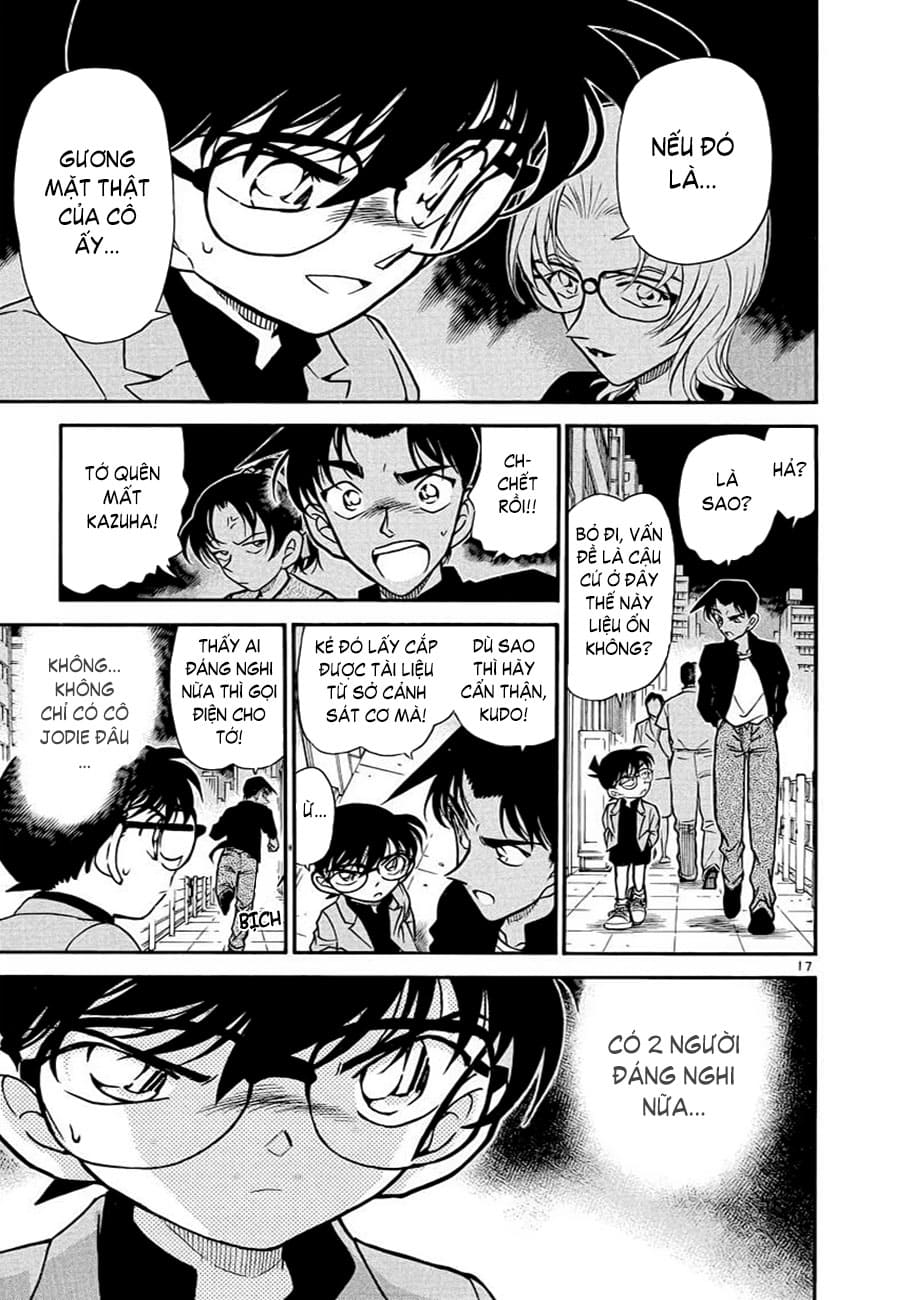 NẾU ĐÓ
LÀ...
GƯƠNG
MẶT THẬT
CỦA CÔ
ẤY...
HẢ?
LÀ
SAO?
BỎ ĐI, VẤN
ĐỀ LÀ CẬU
CỨ Ở ĐÂY
THẾ NÀY
LIỆU ỔN
KHÔNG?
CH-
CHẾT
RỒI!!
TỚ QUÊN
MẤT
KAZUHA!
DÙ SAO
THÌ HÃY
CẨN THẬN,
KUDO!
KẺ ĐÓ LẤY CẮP
ĐƯỢC TÀI LIỆU
TỪ SỞ CẢNH
SÁT CƠ MÀ!
Ừ...
THẤY AI
ĐÁNG NGHI
NỮA THÌ GỌI
ĐIỆN CHO
TỚ!
BỊCH
KHÔNG...
KHÔNG
CHỈ CÓ CÔ
JODIE ĐÂU
...
17
CÓ 2 NGƯỜI
ĐÁNG NGHI
NỮA...